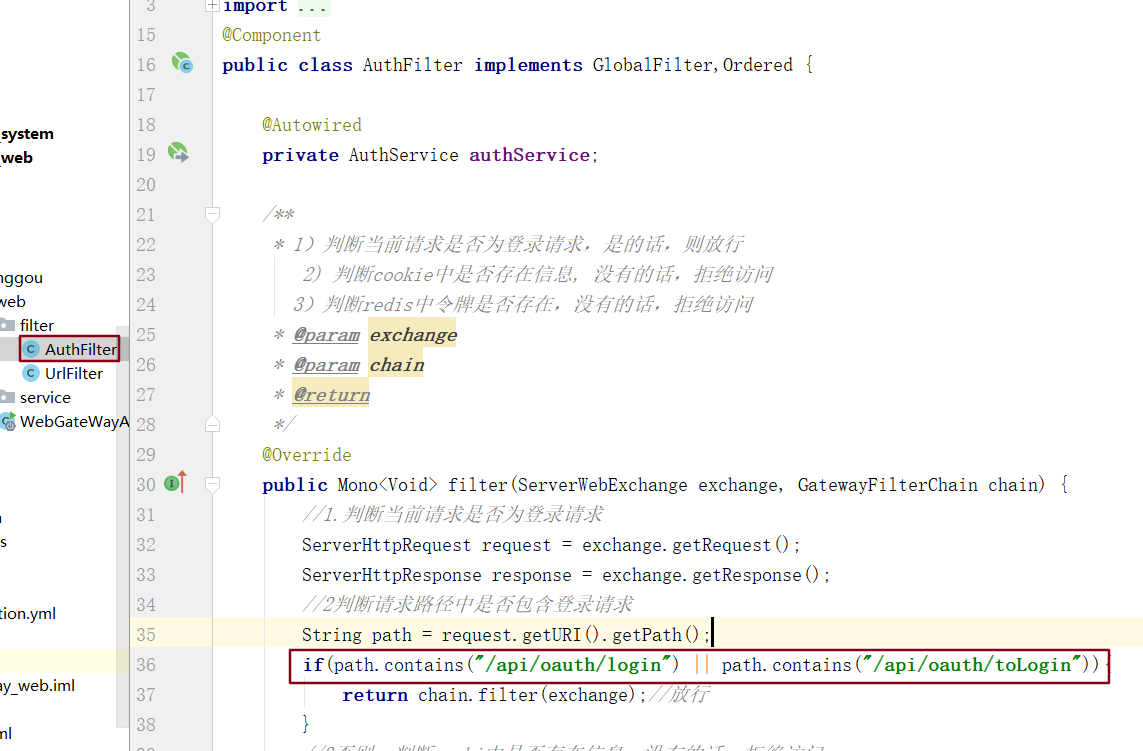 3 import ...
15 @Component
16 public class AuthFilter implements GlobalFilter,Ordered {
17
18 @Autowired
_system
19 private AuthService authService;
_web
20
21 /**
22 * 1）判断当前请求是否为登录请求，是的话，则放行
23 2）判断cookie中是否存在信息, 没有的话，拒绝访问
nggou
24 3）判断redis中令牌是否存在，没有的话，拒绝访问
web
filter
25 * @param exchange
AuthFilter
26 * @param chain
UrlFilter
27 * @return
service
28 */
WebGateWayA
29 @Override
30 public Mono<Void> filter(ServerWebExchange exchange, GatewayFilterChain chain) {
31 //1.判断当前请求是否为登录请求
32 ServerHttpRequest request = exchange.getRequest();
s
33 ServerHttpResponse response = exchange.getResponse();
34 //2判断请求路径中是否包含登录请求
tion.yml
35 String path = request.getURI().getPath();
36 if(path.contains("/api/oauth/login") || path.contains("/api/oauth/toLogin"))
ay_web.iml
37 return chain.filter(exchange);//放行
38 }
ml